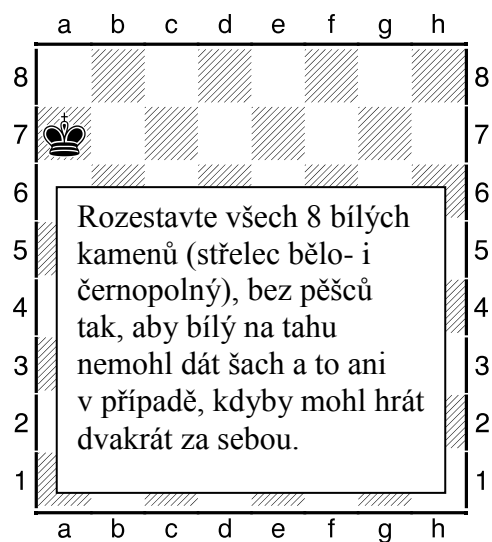 a b c d e f g h
8 8
7 7
6 6
Rozestavte všech 8 bílých
5 kamenů (střelec bělo- i 5
4 černopolný), bez pěšců 4
tak, aby bílý na tahu
3 nemohl dát šach a to ani 3
2 v případě, kdyby mohl hrát 2
dvakrát za sebou.
1 1
a b c d e f g h